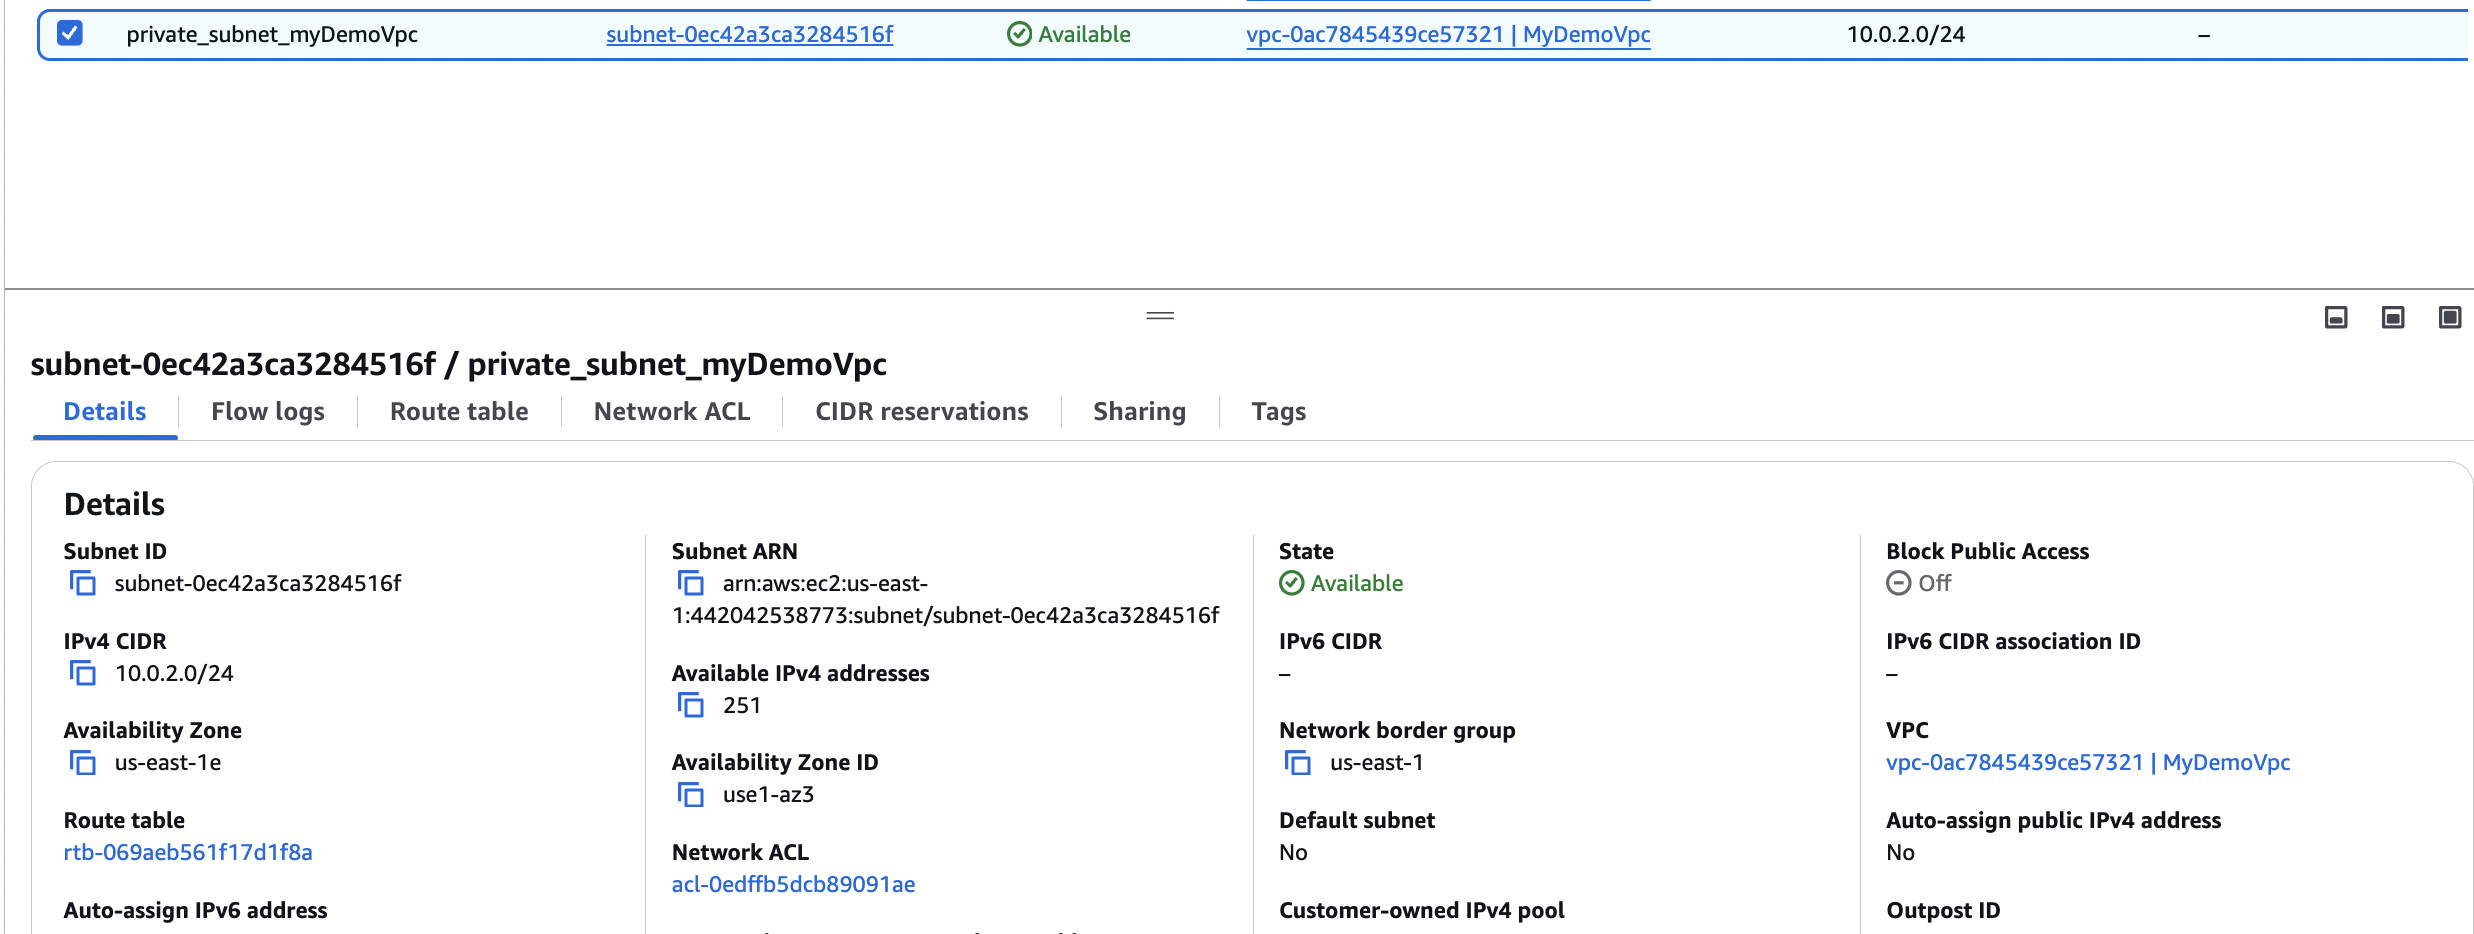 private_subnet_myDemoVpc subnet-0ec42a3ca3284516f Available vpc-0ac7845439ce57321 | MyDemoVpc 10.0.2.0/24 –
subnet-0ec42a3ca3284516f / private_subnet_myDemoVpc
Details Flow logs Route table Network ACL CIDR reservations Sharing Tags
Details
Subnet ID
subnet-0ec42a3ca3284516f
IPv4 CIDR
10.0.2.0/24
Availability Zone
us-east-1e
Route table
rtb-069aeb561f17d1f8a
Auto-assign IPv6 address
Subnet ARN
arn:aws:ec2:us-east-
1:442042538773:subnet/subnet-0ec42a3ca3284516f
Available IPv4 addresses
251
Availability Zone ID
use1-az3
Network ACL
acl-0edffb5dcb89091ae
State
Available
IPv6 CIDR
–
Network border group
us-east-1
Default subnet
No
Customer-owned IPv4 pool
Block Public Access
Off
IPv6 CIDR association ID
–
VPC
vpc-0ac7845439ce57321 | MyDemoVpc
Auto-assign public IPv4 address
No
Outpost ID